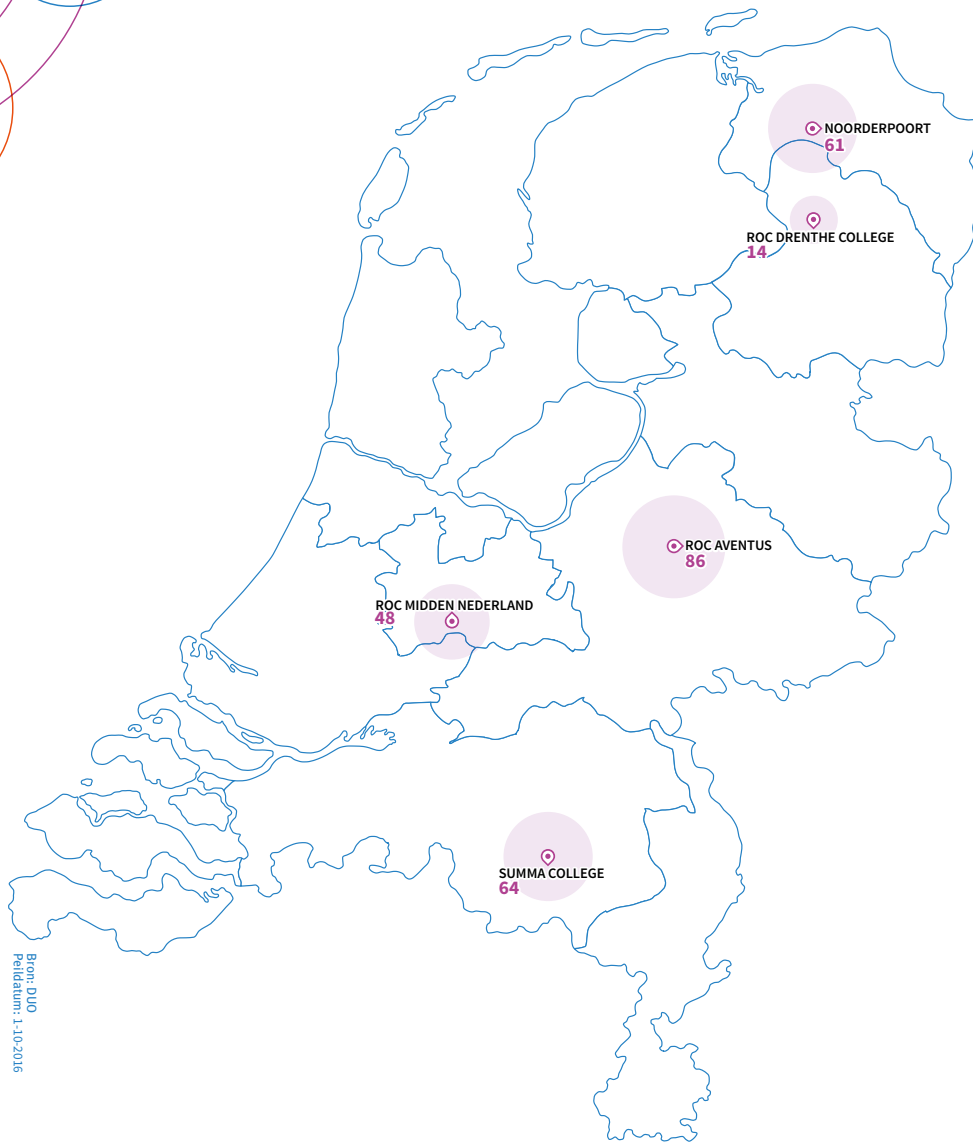 NOORDERPOORT
61
ROC DRENTHE COLLEGE
14
ROC AVENTUS
86
ROC MIDDEN NEDERLAND
48
SUMMA COLLEGE
64
Bron: DUO
Peildatum: 1-10-2016